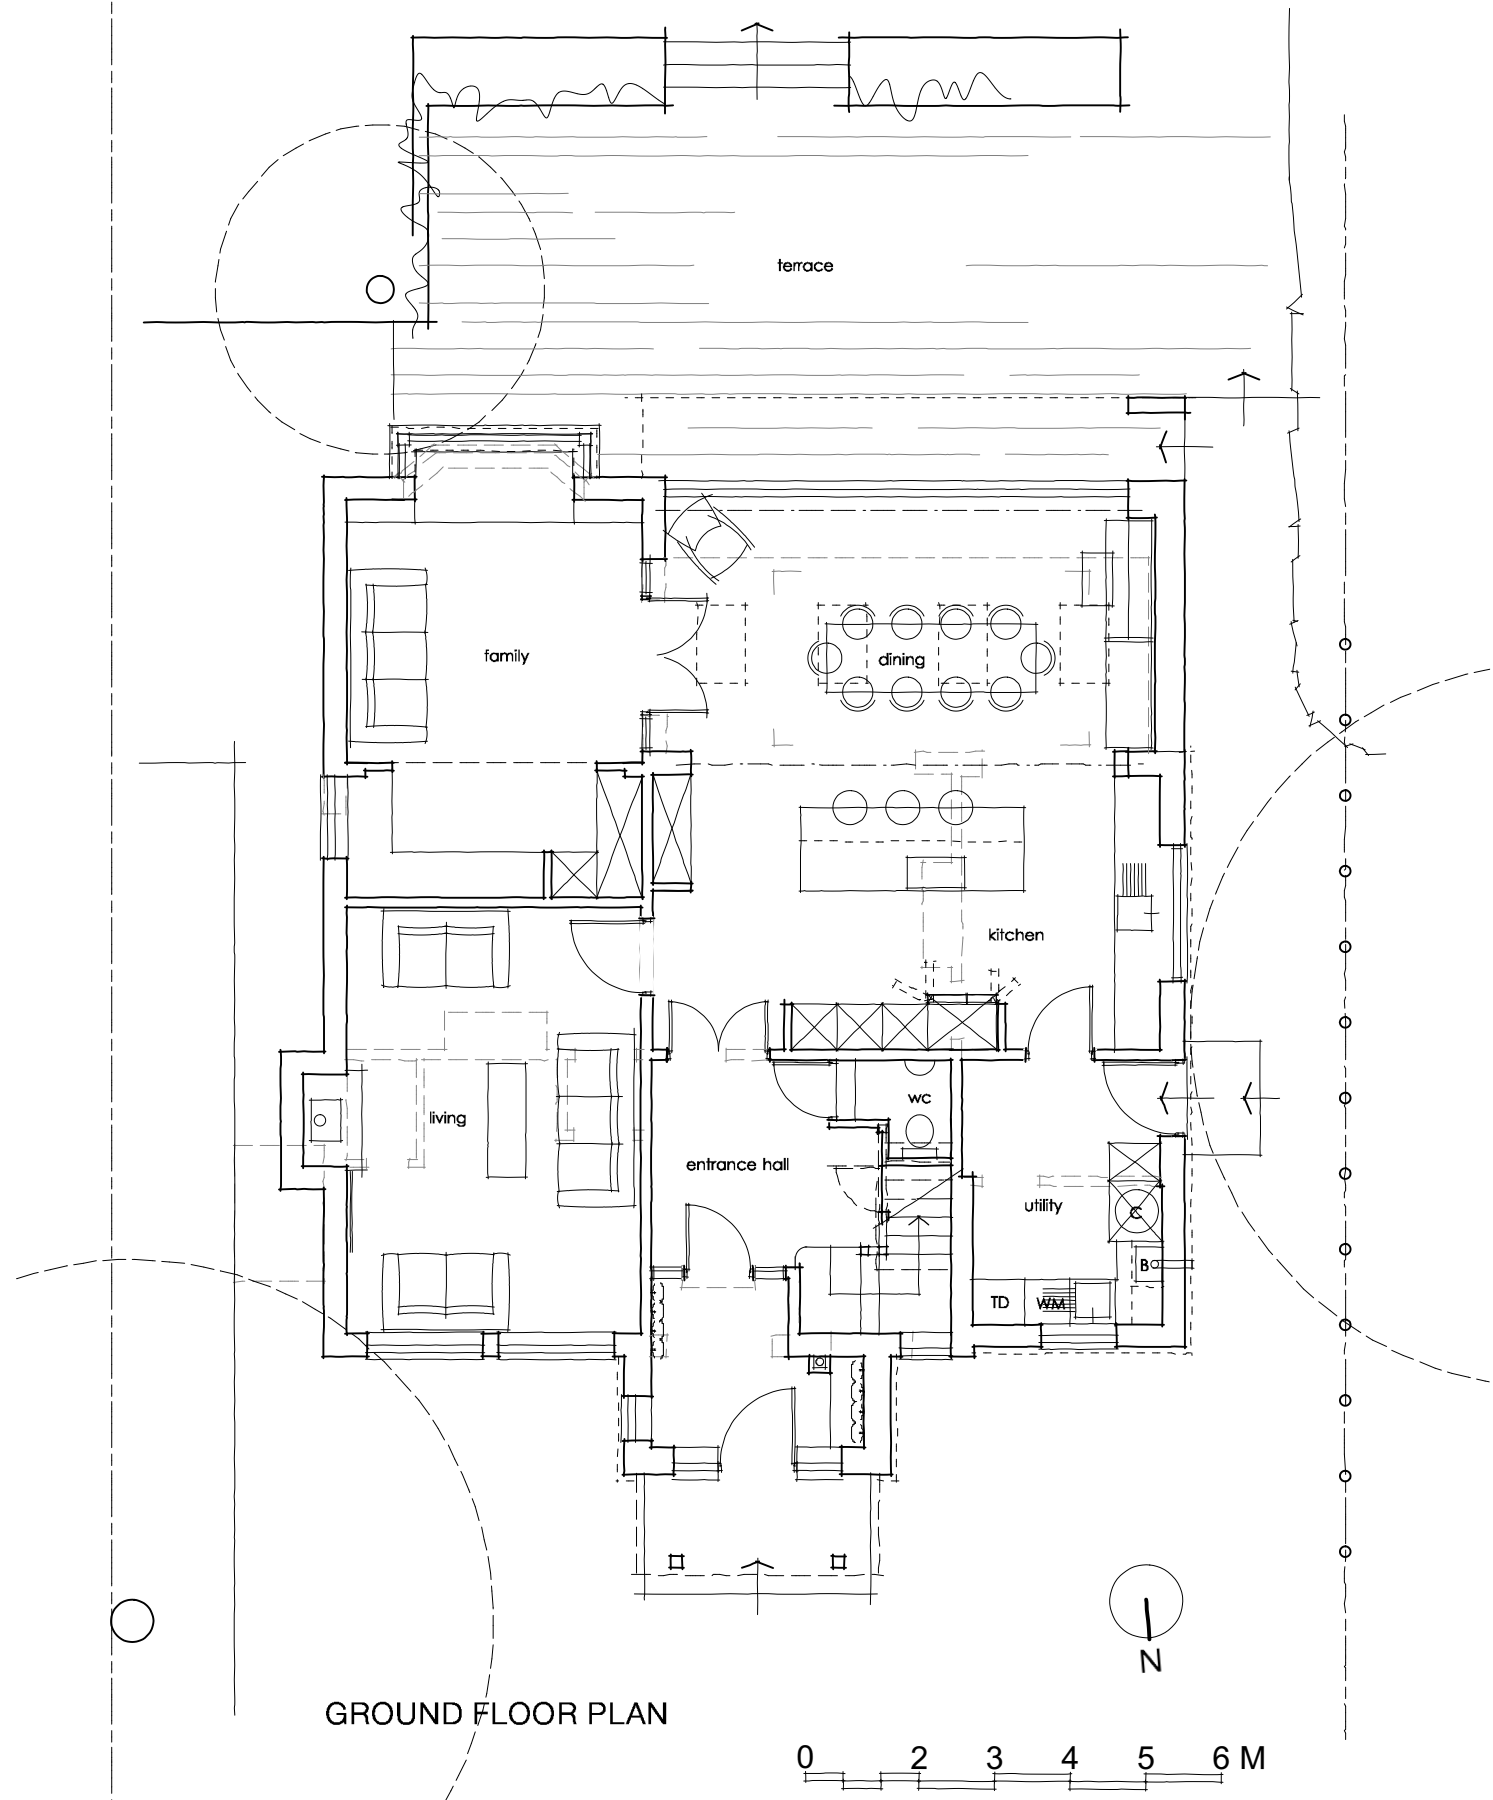 terrace
family
dining
kitchen
wc
living
entrance hall
utility
C
B
TD
WM
N
GROUND FLOOR PLAN
0 2 3 4 5 6 M